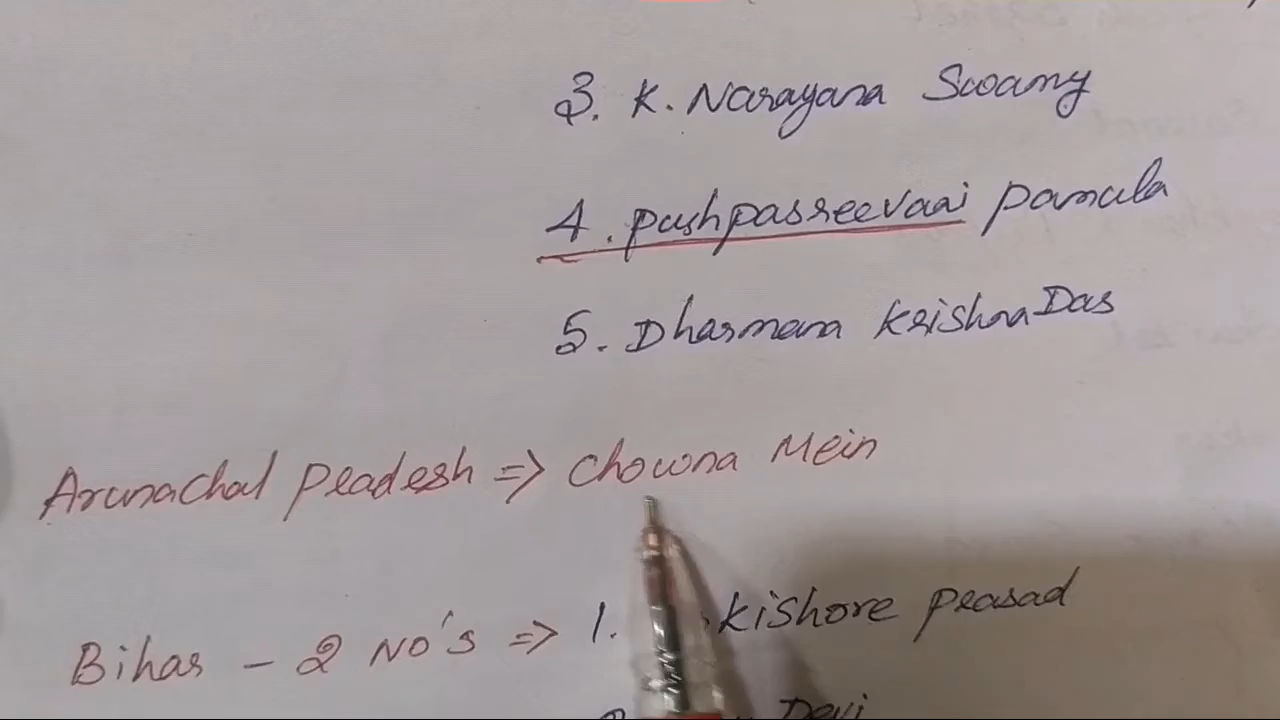 3. K. Narayana Swamy
4. pushpasreevani pamula
5. Dharmana KrishnaDas
Arunachal Pradesh => Chowna Mein
Bihar - 2 NO's => 1. Kishore prasad
Devi